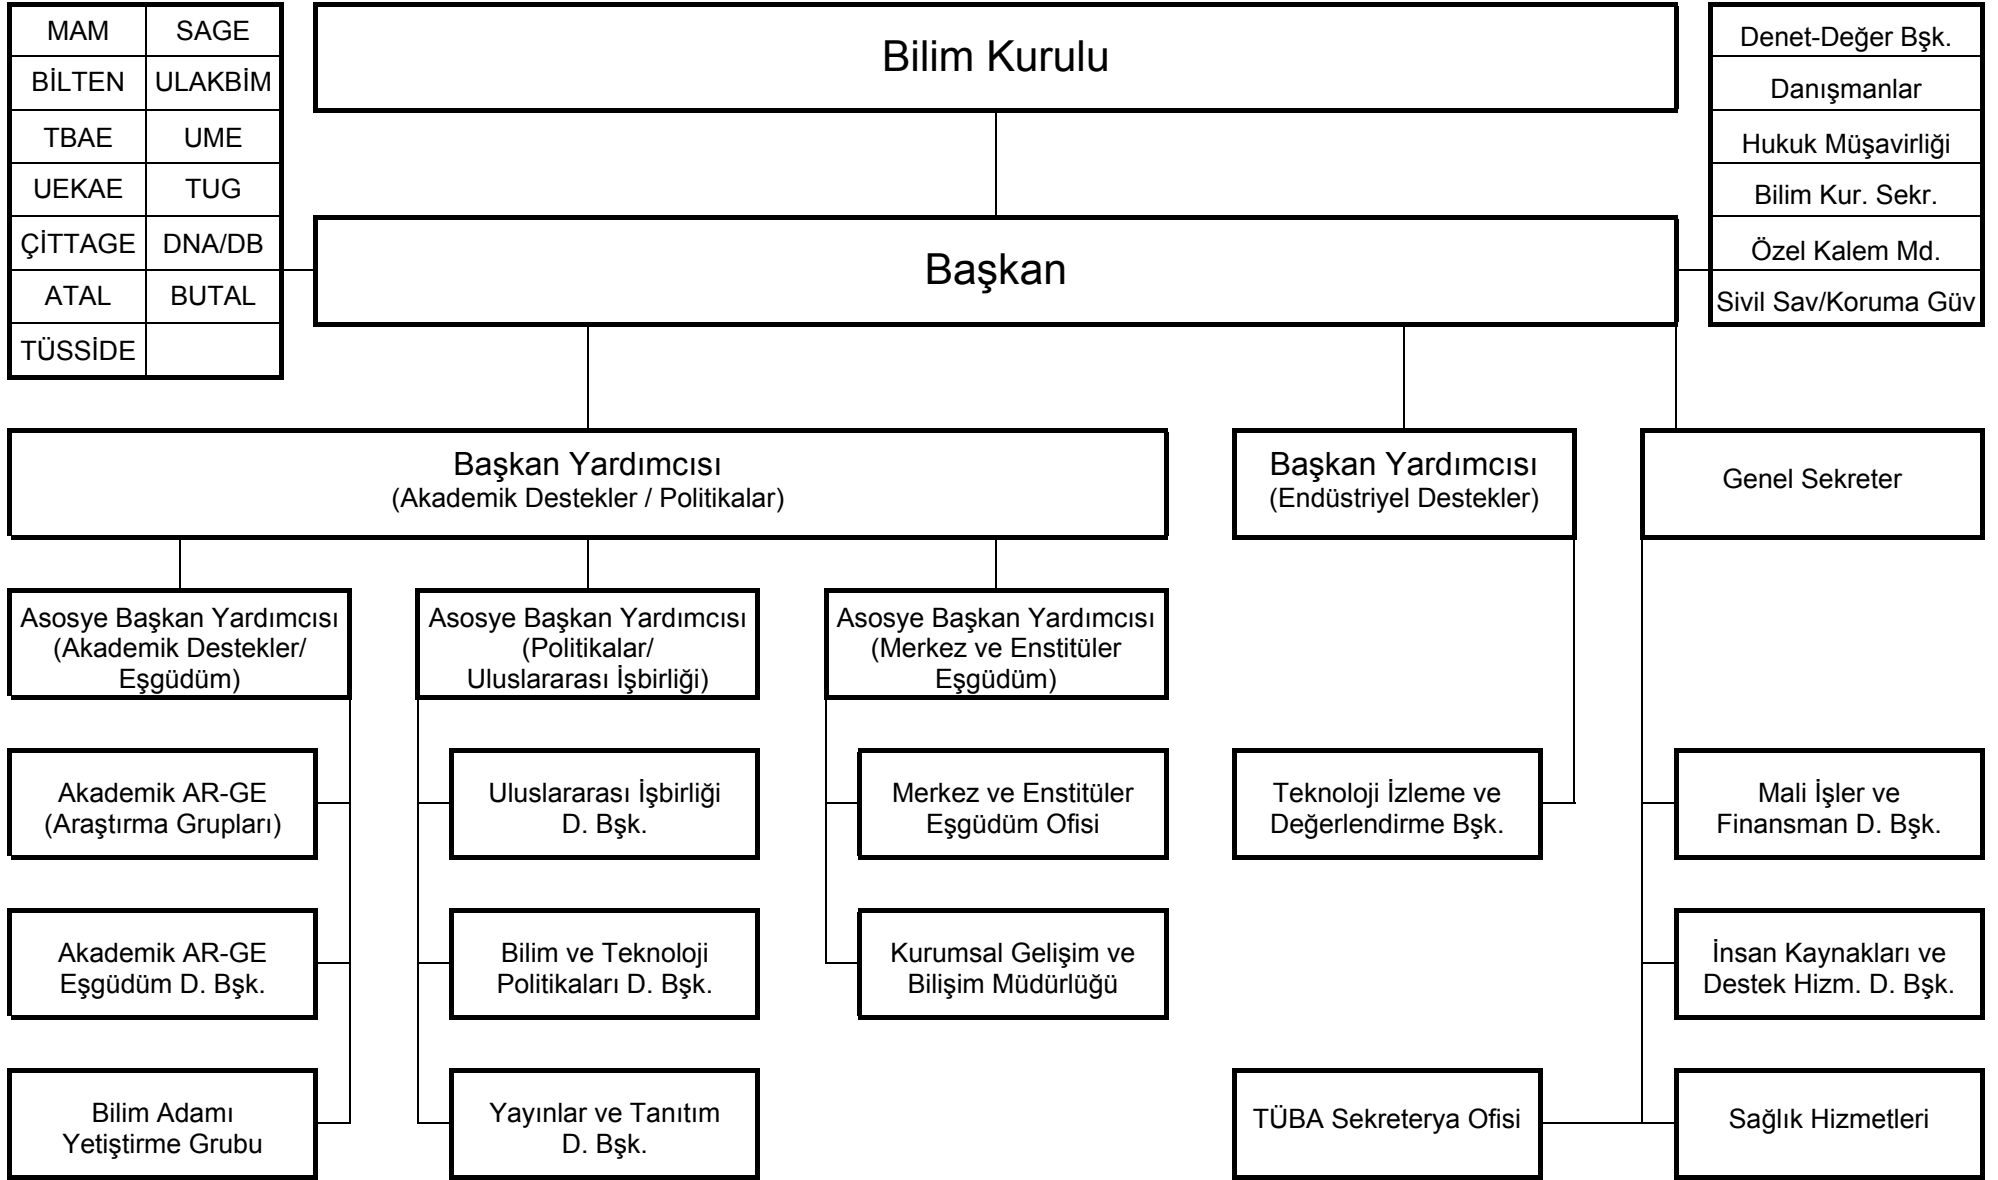 MAM SAGE
BİLTEN ULAKBİM
TBAE UME
UEKAE TUG
ÇİTTAGE DNA/DB
ATAL BUTAL
TÜSSİDE
Bilim Kurulu
Denet-Değer Bşk.
Danışmanlar
Hukuk Müşavirliği
Bilim Kur. Sekr.
Özel Kalem Md.
Sivil Sav/Koruma Güv
Başkan
Başkan Yardımcısı
(Akademik Destekler / Politikalar)
Başkan Yardımcısı
(Endüstriyel Destekler)
Genel Sekreter
Asosye Başkan Yardımcısı
(Akademik Destekler/
Eşgüdüm)
Asosye Başkan Yardımcısı
(Politikalar/
Uluslararası İşbirliği)
Asosye Başkan Yardımcısı
(Merkez ve Enstitüler
Eşgüdüm)
Akademik AR-GE
(Araştırma Grupları)
Uluslararası İşbirliği
D. Bşk.
Merkez ve Enstitüler
Eşgüdüm Ofisi
Teknoloji İzleme ve
Değerlendirme Bşk.
Mali İşler ve
Finansman D. Bşk.
Akademik AR-GE
Eşgüdüm D. Bşk.
Bilim ve Teknoloji
Politikaları D. Bşk.
Kurumsal Gelişim ve
Bilişim Müdürlüğü
İnsan Kaynakları ve
Destek Hizm. D. Bşk.
Bilim Adamı
Yetiştirme Grubu
Yayınlar ve Tanıtım
D. Bşk.
TÜBA Sekreterya Ofisi
Sağlık Hizmetleri